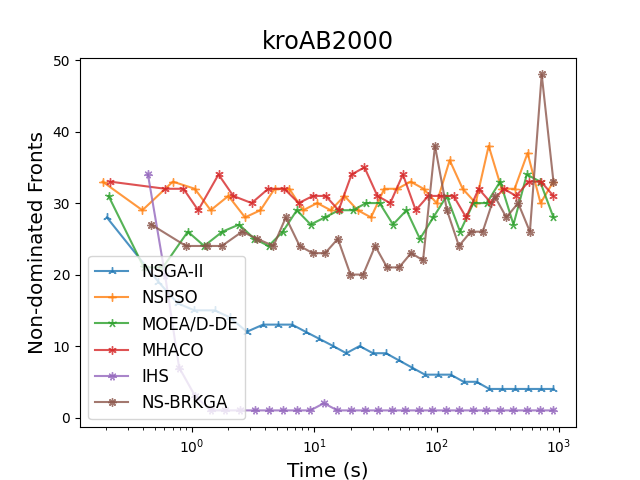 kroAB2000
Non-dominated Fronts
50
40
30
20
10
0
NSGA-II
NSPSO
MOEA/D-DE
MHACO
IHS
NS-BRKGA
10⁰
10¹
10²
10³
Time (s)